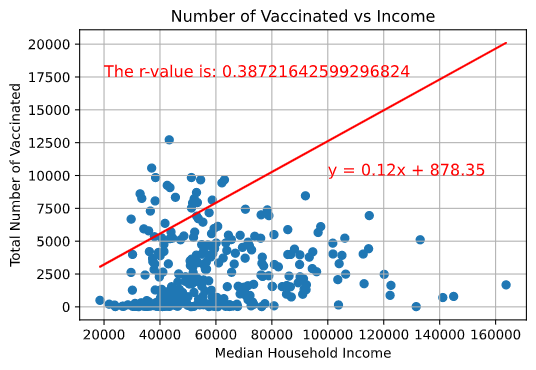 Number of Vaccinated vs Income
Total Number of Vaccinated
20000
17500
15000
12500
10000
7500
5000
2500
0
The r-value is: 0.38721642599296824
y = 0.12x + 878.35
20000 40000 60000 80000 100000 120000 140000 160000
Median Household Income